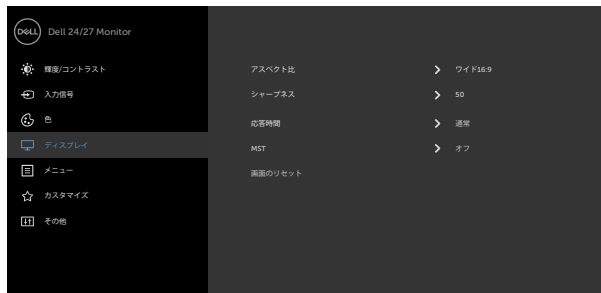 DELL Dell 24/27 Monitor
輝度/コントラスト
アスペクト比 ワイド16:9
入力信号
シャープネス 50
色
応答時間 通常
ディスプレイ
MST オフ
メニュー
画面のリセット
カスタマイズ
その他